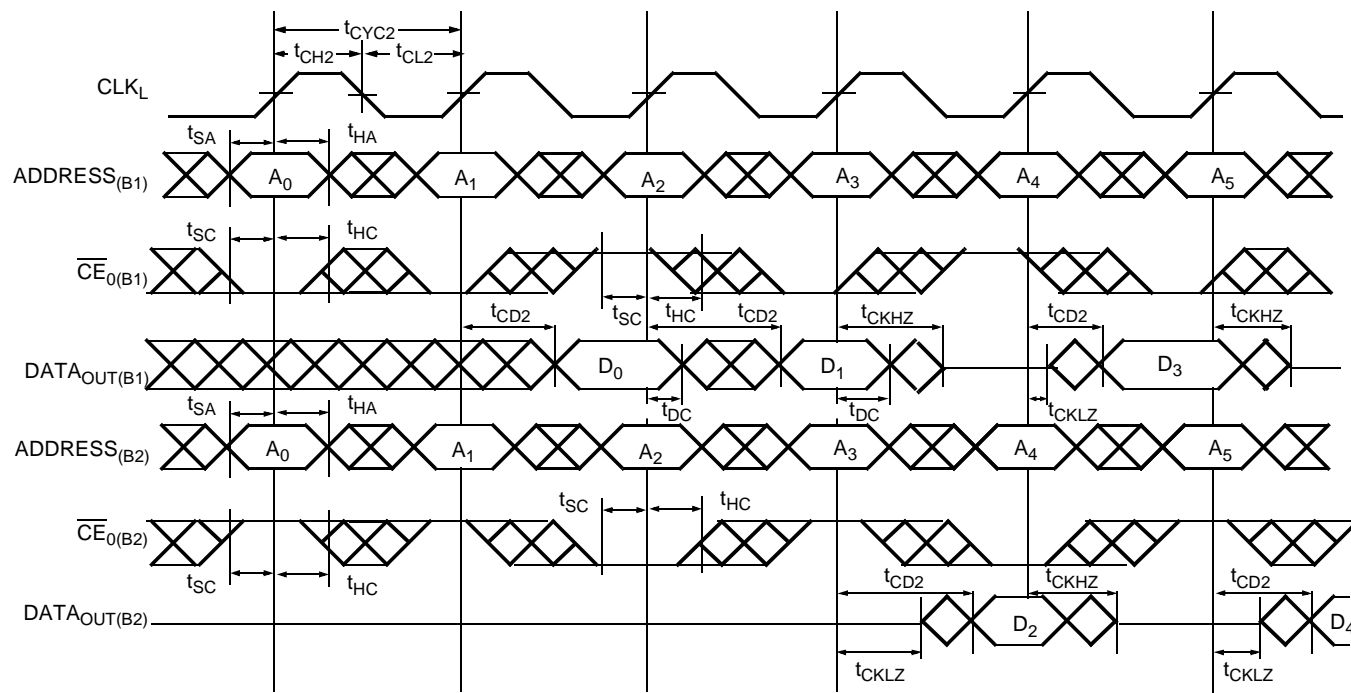 tCYC2
tCH2 tCL2
CLKL
tSA tHA
ADDRESS(B1) A0 A1 A2 A3 A4 A5
tSC tHC
CE0(B1)
tCD2 tSC tHC tCD2 tCKHZ tCD2 tCKHZ
DATAOUT(B1) D0 D1 D3
tSA tHA tDC tDC tCKLZ
ADDRESS(B2) A0 A1 A2 A3 A4 A5
tSC tHC
CE0(B2)
tSC tHC tCD2 tCKHZ tCD2
DATAOUT(B2) D2 D4
tCKLZ tCKLZ